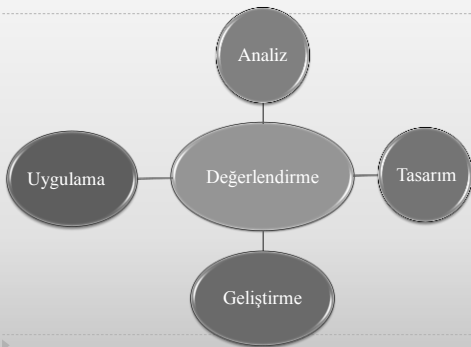 Analiz
Uygulama
Değerlendirme
Tasarım
Geliştirme